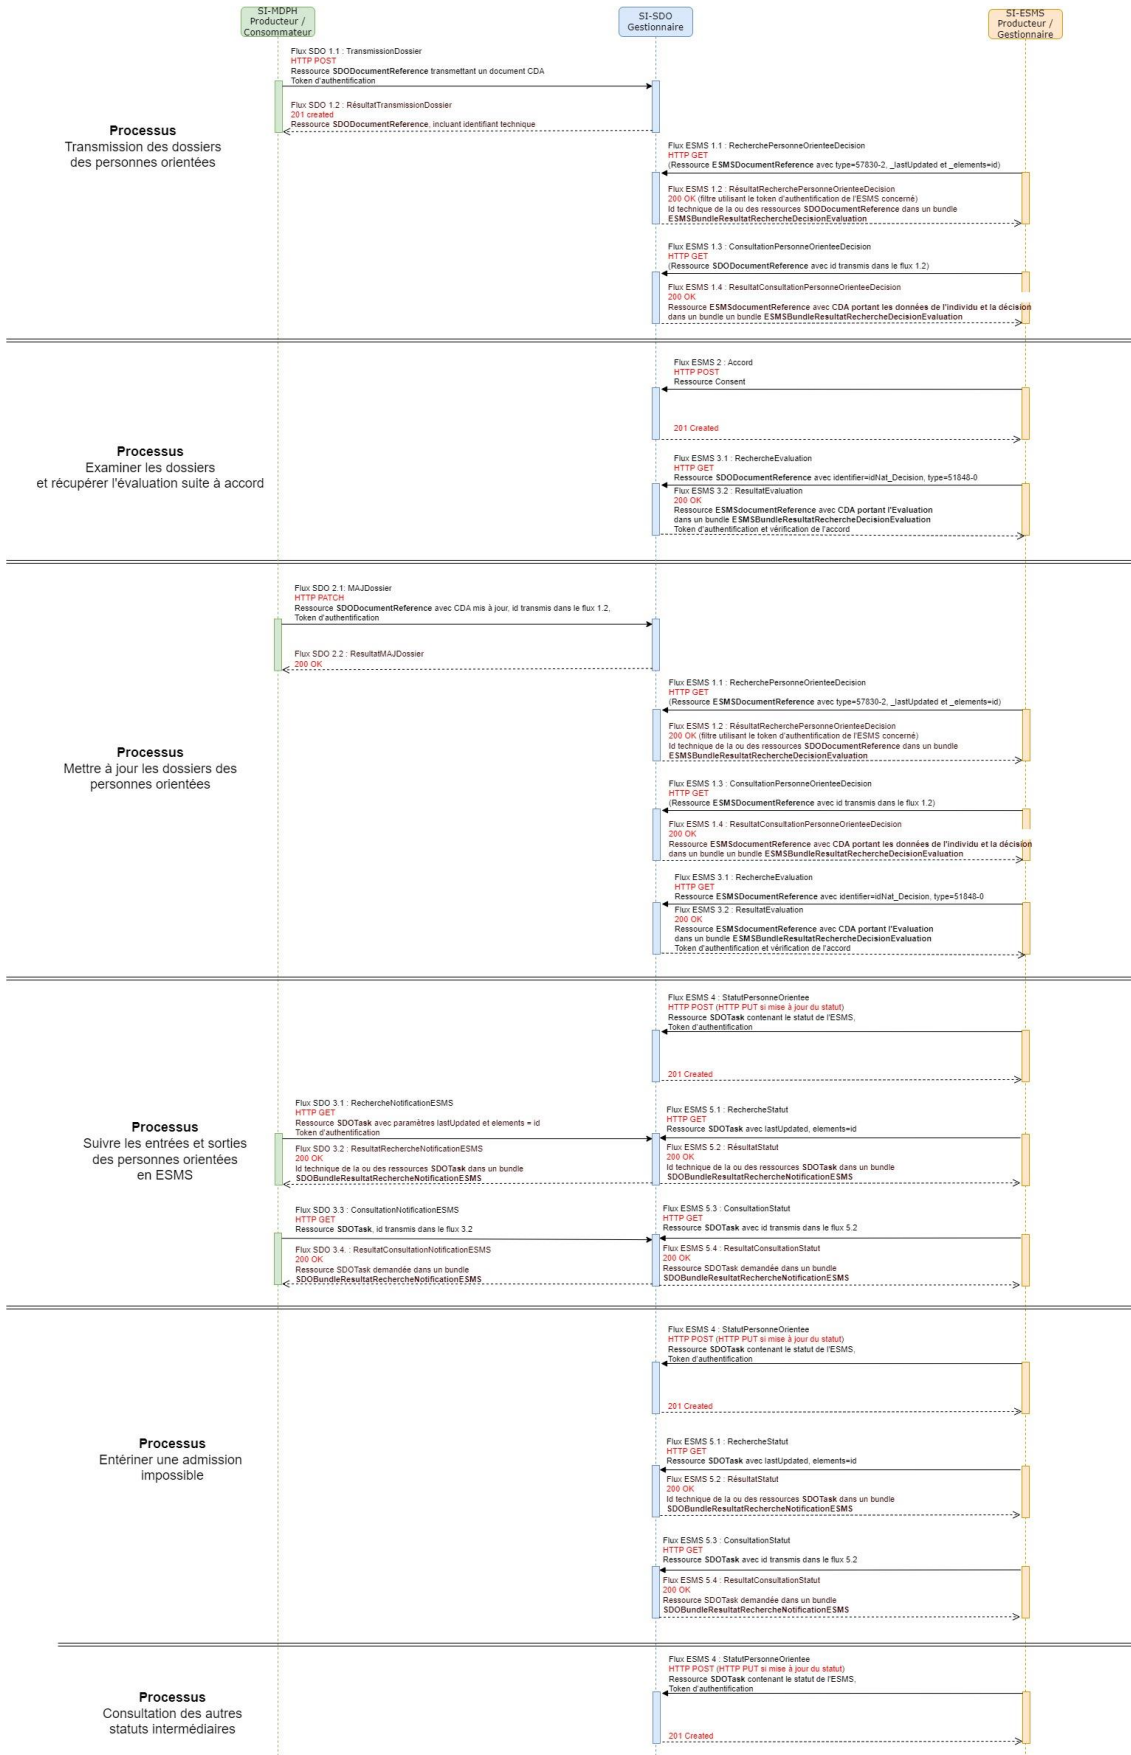 SI-MDPH
Producteur /
Consommateur
SI-SDO
Gestionnaire
SI-ESMS
Producteur /
Gestionnaire
Flux SDO 1.1 : TransmissionDossier
HTTP POST
Ressource SDODocumentReference transmettant un document CDA
Token d'authentification
Flux SDO 1.2 : RésultatTransmissionDossier
201 created
Ressource SDODocumentReference, incluant identifiant technique
Processus
Transmission des dossiers
des personnes orientées
Flux ESMS 1.1 : RecherchePersonneOrienteeDecision
HTTP GET
(Ressource ESMSDocumentReference avec type=57830-2, _lastUpdated et _elements=id)
Flux ESMS 1.2 : RésultatRecherchePersonneOrienteeDecision
200 OK (filtre utilisant le token d'authentification de l'ESMS concerné)
Id technique de la ou des ressources SDODocumentReference dans un bundle
ESMSBundleResultatRechercheDecisionEvaluation
Flux ESMS 1.3 : ConsultationPersonneOrienteeDecision
HTTP GET
(Ressource SDODocumentReference avec id transmis dans le flux 1.2)
Flux ESMS 1.4 : ResultatConsultationPersonneOrienteeDecision
200 OK
Ressource ESMSdocumentReference avec CDA portant les données de l'individu et la décision
dans un bundle un bundle ESMSBundleResultatRechercheDecisionEvaluation
Flux ESMS 2 : Accord
HTTP POST
Ressource Consent
201 Created
Processus
Examiner les dossiers
et récupérer l'évaluation suite à accord
Flux ESMS 3.1 : RechercheEvaluation
HTTP GET
Ressource SDODocumentReference avec identifier=idNat_Decision, type=51848-0
Flux ESMS 3.2 : ResultatEvaluation
200 OK
Ressource ESMSdocumentReference avec CDA portant l'Evaluation
dans un bundle ESMSBundleResultatRechercheDecisionEvaluation
Token d'authentification et vérification de l'accord
Flux SDO 2.1: MAJDossier
HTTP PATCH
Ressource SDODocumentReference avec CDA mis à jour, id transmis dans le flux 1.2,
Token d'authentification
Flux SDO 2.2 : ResultatMAJDossier
200 OK
Flux ESMS 1.1 : RecherchePersonneOrienteeDecision
HTTP GET
(Ressource ESMSDocumentReference avec type=57830-2, _lastUpdated et _elements=id)
Flux ESMS 1.2 : RésultatRecherchePersonneOrienteeDecision
200 OK (filtre utilisant le token d'authentification de l'ESMS concerné)
Id technique de la ou des ressources SDODocumentReference dans un bundle
ESMSBundleResultatRechercheDecisionEvaluation
Processus
Mettre à jour les dossiers des
personnes orientées
Flux ESMS 1.3 : ConsultationPersonneOrienteeDecision
HTTP GET
(Ressource ESMSDocumentReference avec id transmis dans le flux 1.2)
Flux ESMS 1.4 : ResultatConsultationPersonneOrienteeDecision
200 OK
Ressource ESMSdocumentReference avec CDA portant les données de l'individu et la décision
dans un bundle un bundle ESMSBundleResultatRechercheDecisionEvaluation
Flux ESMS 3.1 : RechercheEvaluation
HTTP GET
Ressource ESMSDocumentReference avec identifier=idNat_Decision, type=51848-0
Flux ESMS 3.2 : ResultatEvaluation
200 OK
Ressource ESMSdocumentReference avec CDA portant l'Evaluation
dans un bundle ESMSBundleResultatRechercheDecisionEvaluation
Token d'authentification et vérification de l'accord
Flux ESMS 4 : StatutPersonneOrientee
HTTP POST (HTTP PUT si mise à jour du statut)
Ressource SDOTask contenant le statut de l'ESMS,
Token d'authentification
201 Created
Processus
Suivre les entrées et sorties
des personnes orientées
en ESMS
Flux SDO 3.1 : RechercheNotificationESMS
HTTP GET
Ressource SDOTask avec paramètres lastUpdated et elements = id
Token d'authentification
Flux SDO 3.2 : ResultatRechercheNotificationESMS
200 OK
Id technique de la ou des ressources SDOTask dans un bundle
SDOBundleResultatRechercheNotificationESMS
Flux ESMS 5.1 : RechercheStatut
HTTP GET
Ressource SDOTask avec lastUpdated, elements=id
Flux ESMS 5.2 : RésultatStatut
200 OK
Id technique de la ou des ressources SDOTask dans un bundle
SDOBundleResultatRechercheNotificationESMS
Flux SDO 3.3 : ConsultationNotificationESMS
HTTP GET
Ressource SDOTask, id transmis dans le flux 3.2
Flux SDO 3.4. : ResultatConsultationNotificationESMS
200 OK
Ressource SDOTask demandée dans un bundle
SDOBundleResultatRechercheNotificationESMS
Flux ESMS 5.3 : ConsultationStatut
HTTP GET
Ressource SDOTask avec id transmis dans le flux 5.2
Flux ESMS 5.4 : ResultatConsultationStatut
200 OK
Ressource SDOTask demandée dans un bundle
SDOBundleResultatRechercheNotificationESMS
Flux ESMS 4 : StatutPersonneOrientee
HTTP POST (HTTP PUT si mise à jour du statut)
Ressource SDOTask contenant le statut de l'ESMS,
Token d'authentification
201 Created
Processus
Entériner une admission
impossible
Flux ESMS 5.1 : RechercheStatut
HTTP GET
Ressource SDOTask avec lastUpdated, elements=id
Flux ESMS 5.2 : RésultatStatut
200 OK
Id technique de la ou des ressources SDOTask dans un bundle
SDOBundleResultatRechercheNotificationESMS
Flux ESMS 5.3 : ConsultationStatut
HTTP GET
Ressource SDOTask avec id transmis dans le flux 5.2
Flux ESMS 5.4 : ResultatConsultationStatut
200 OK
Ressource SDOTask demandée dans un bundle
SDOBundleResultatRechercheNotificationESMS
Flux ESMS 4 : StatutPersonneOrientee
HTTP POST (HTTP PUT si mise à jour du statut)
Ressource SDOTask contenant le statut de l'ESMS,
Token d'authentification
Processus
Consultation des autres
statuts intermédiaires
201 Created